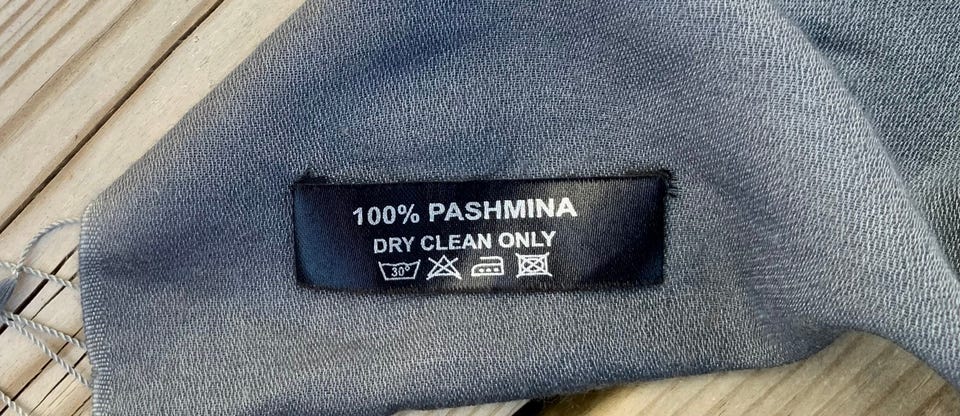 100% PASHMINA
DRY CLEAN ONLY
30°